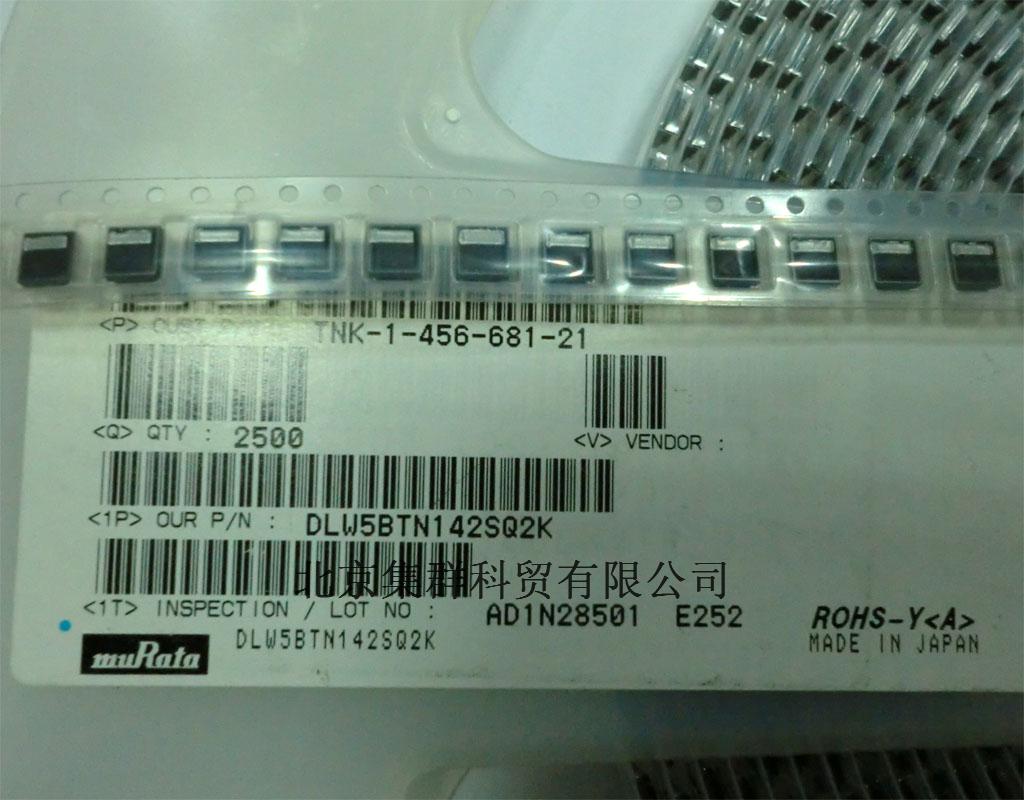 <P> CUST TNK-1-456-681-21
<Q> QTY : 2500
<V> VENDOR :
<1P> OUR P/N : DLW5BTN142SQ2K
北京集群科贸有限公司
<1T> INSPECTION / LOT NO : AD1N28501 E252
ROHS-Y<A>
muRata DLW5BTN142SQ2K
MADE IN JAPAN